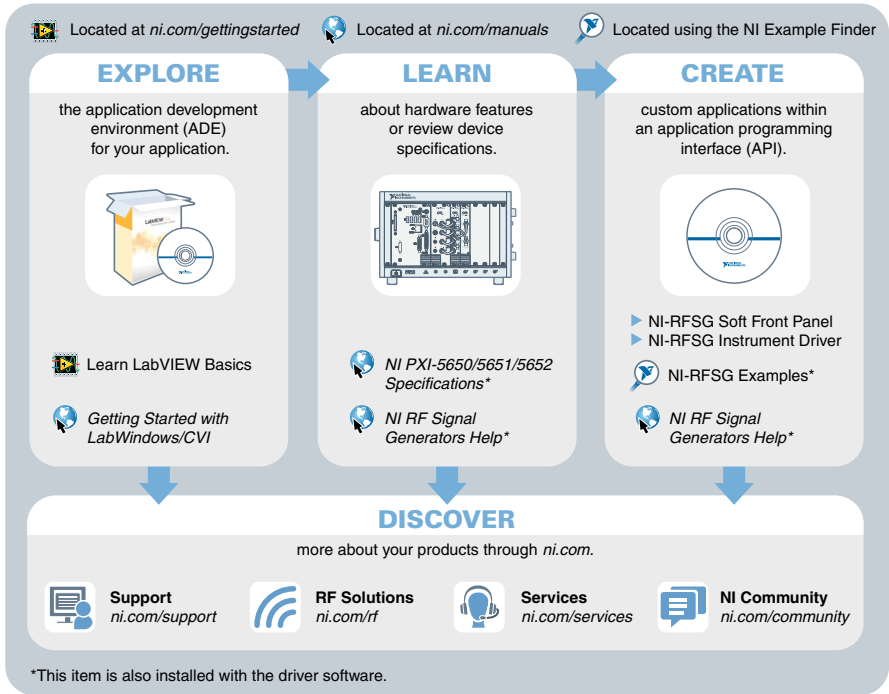 Located at ni.com/gettingstarted
Located at ni.com/manuals
Located using the NI Example Finder
EXPLORE
the application development
environment (ADE)
for your application.
LabVIEW
Learn LabVIEW Basics
Getting Started with
LabWindows/CVI
LEARN
about hardware features
or review device
specifications.
NI PXI-5650/5651/5652
Specifications*
NI RF Signal
Generators Help*
CREATE
custom applications within
an application programming
interface (API).
NI-RFSG Soft Front Panel
NI-RFSG Instrument Driver
NI-RFSG Examples*
NI RF Signal
Generators Help*
DISCOVER
more about your products through ni.com.
Support
ni.com/support
RF Solutions
ni.com/rf
Services
ni.com/services
NI Community
ni.com/community
*This item is also installed with the driver software.